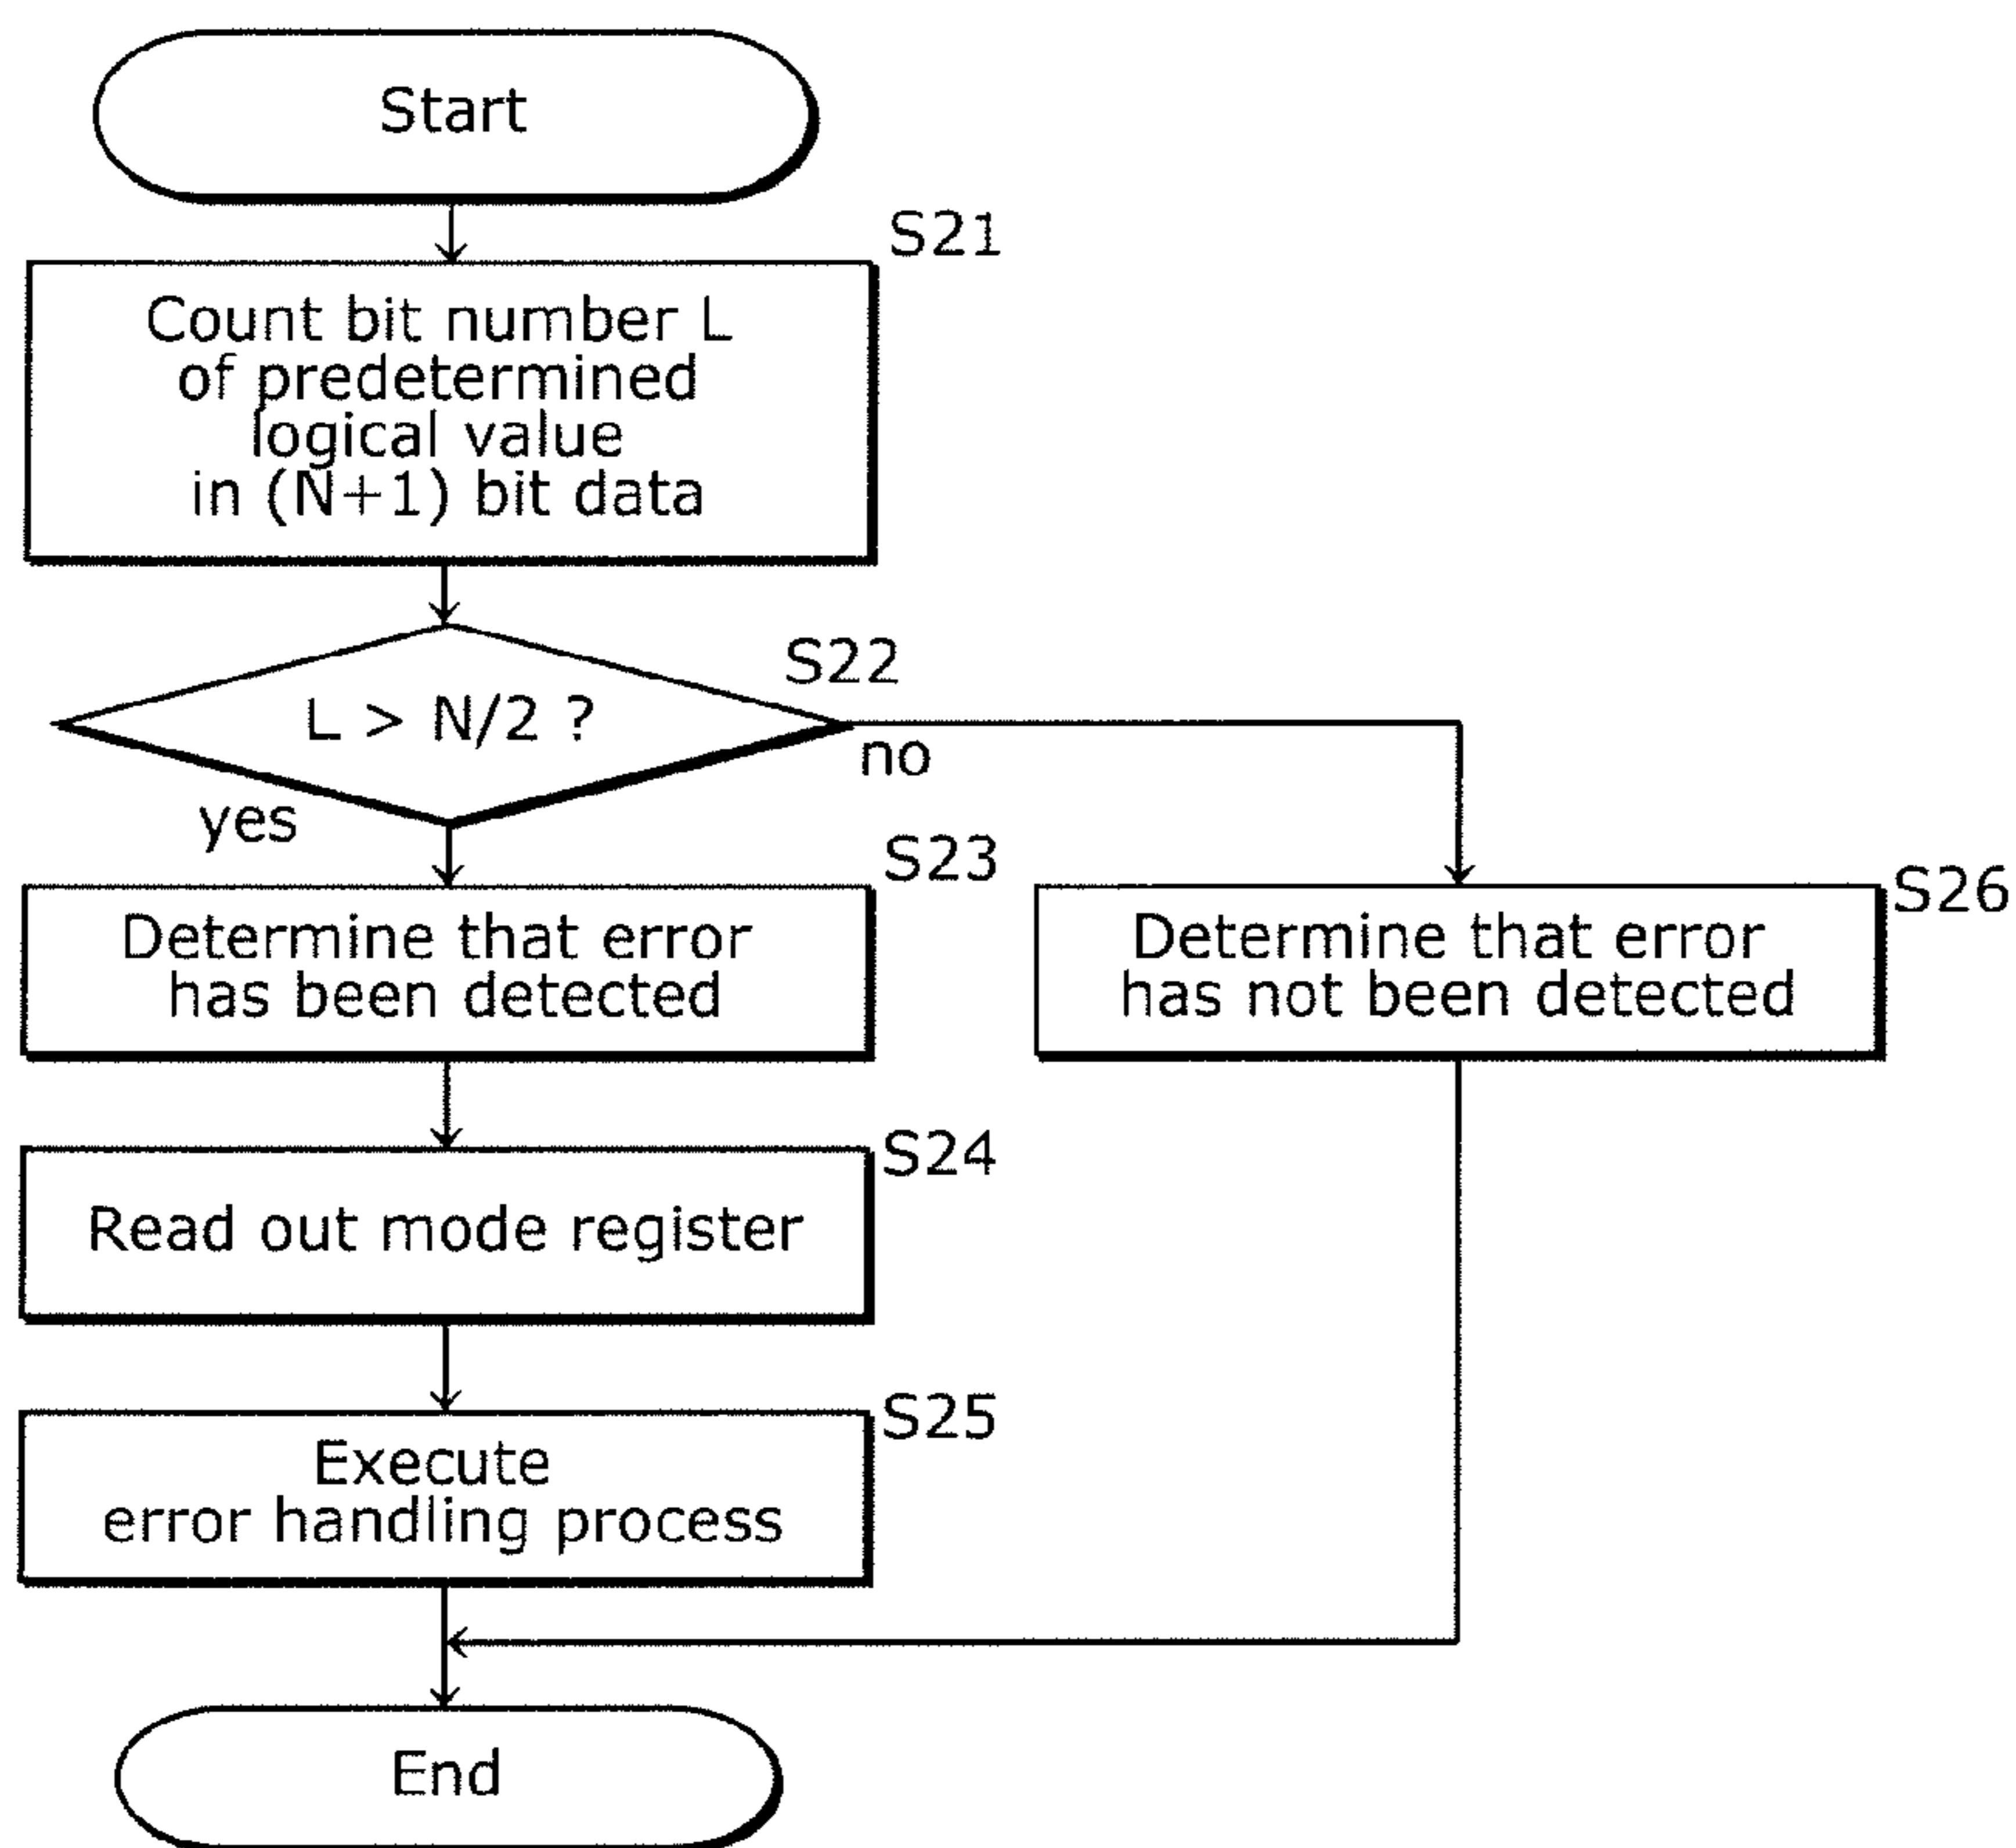 Start
S21
Count bit number L
of predetermined
logical value
in (N+1) bit data
S22
L > N/2 ?
no
yes
S23
Determine that error
has been detected
S26
Determine that error
has not been detected
S24
Read out mode register
S25
Execute
error handling process
End